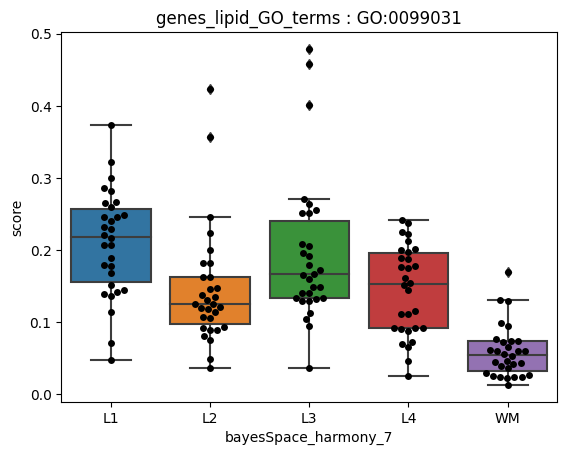 genes_lipid_GO_terms : GO:0099031
score
0.5
0.4
0.3
0.2
0.1
0.0
L1 L2 L3 L4 WM
bayesSpace_harmony_7